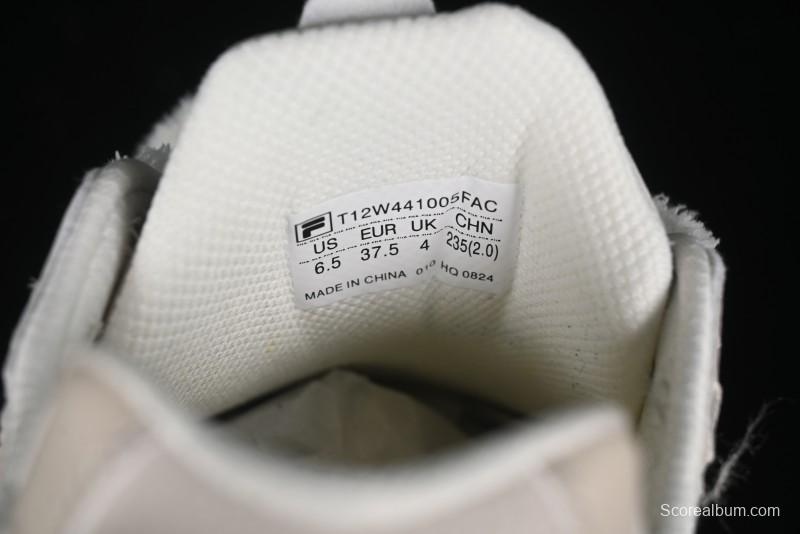 F T12W441005FAC
US EUR UK CHN
6.5 37.5 4 235(2.0)
MADE IN CHINA 010 HQ 0824
Scorealbum.com